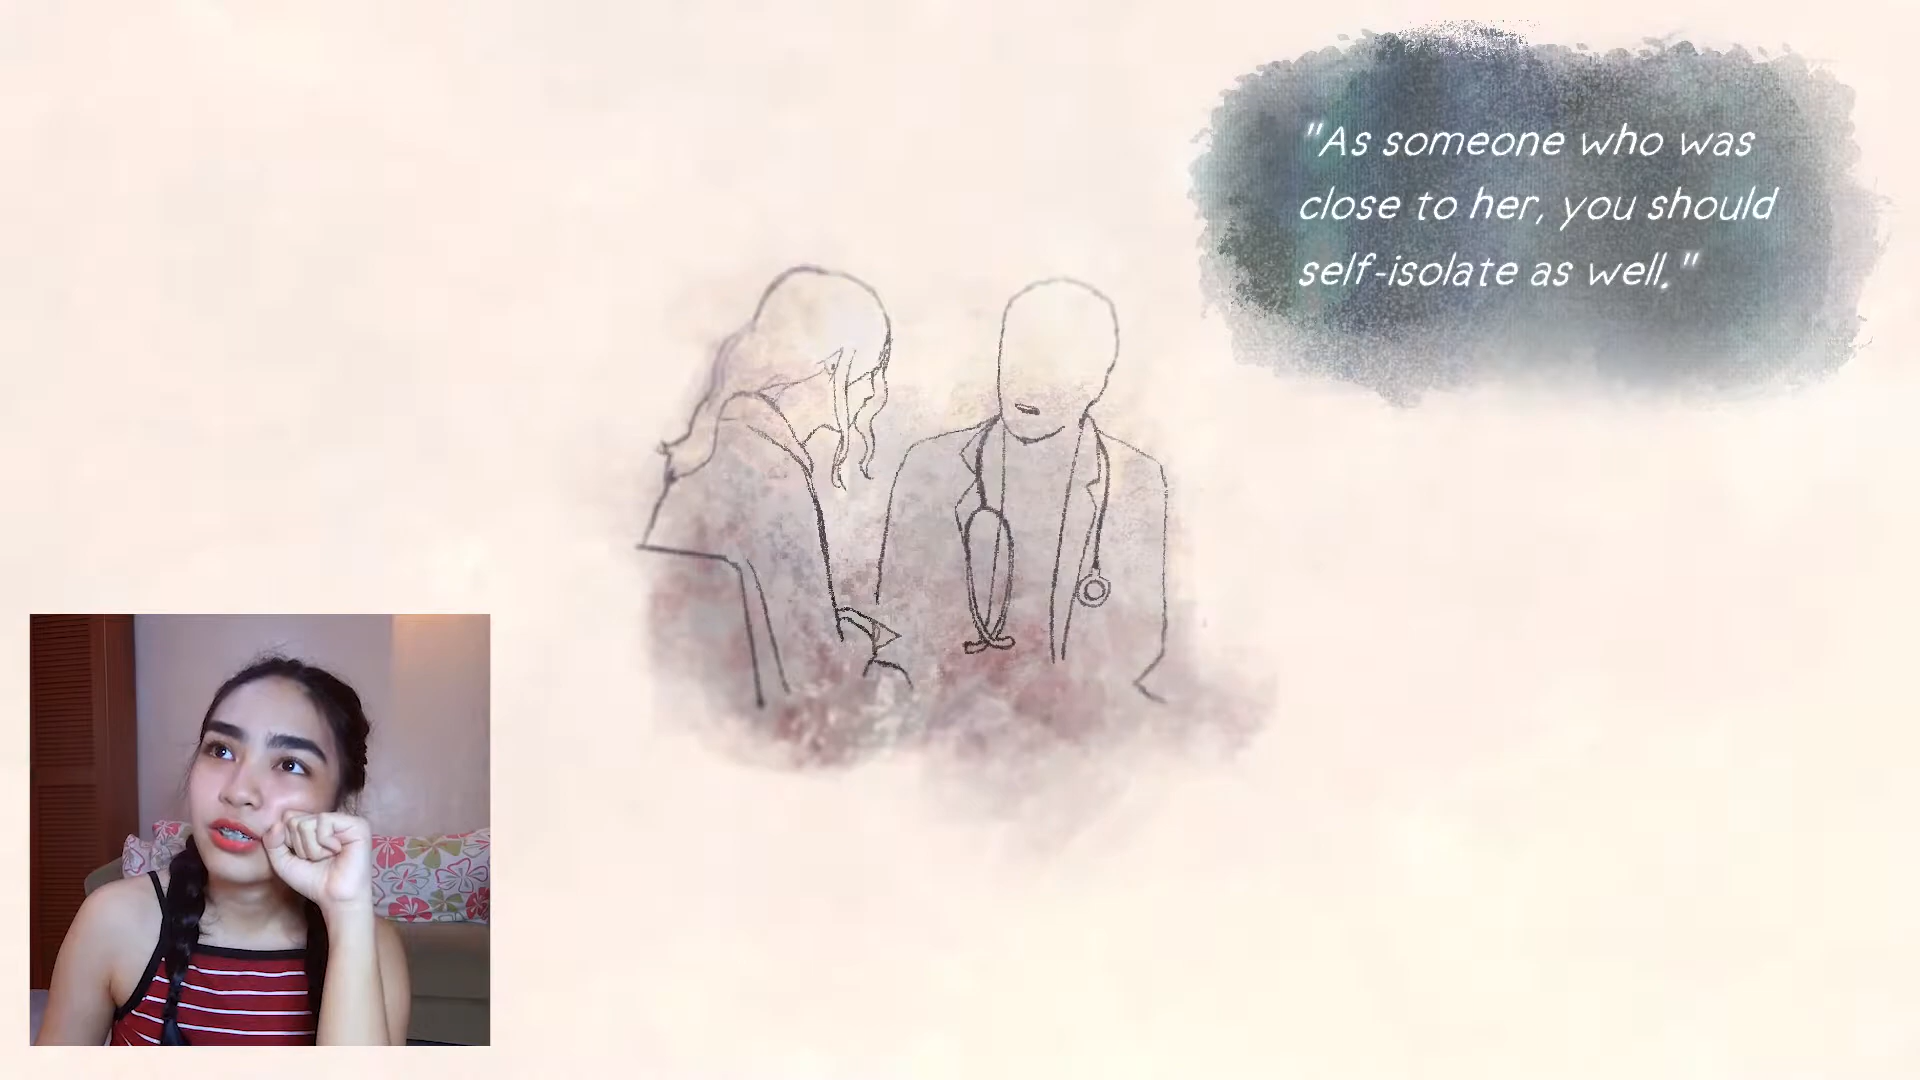 "As someone who was
close to her, you should
self-isolate as well."